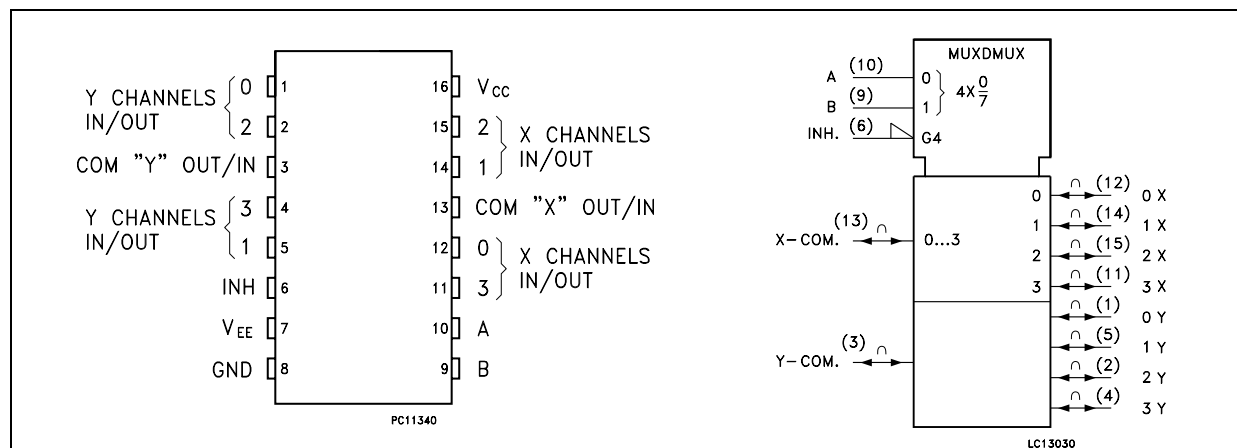 Y CHANNELS
IN/OUT
0
2
COM "Y" OUT/IN
Y CHANNELS
IN/OUT
3
1
INH
VEE
GND
1
2
3
4
5
6
7
8
16
15
14
13
12
11
10
9
VCC
2
1
X CHANNELS
IN/OUT
COM "X" OUT/IN
0
3
X CHANNELS
IN/OUT
A
B
PC11340
MUXDMUX
A (10) 0
B (9) 1
4X 0/7
INH. (6) G4
X-COM. (13) ∩ 0...3
0 ∩ (12) 0 X
1 ∩ (14) 1 X
2 ∩ (15) 2 X
3 ∩ (11) 3 X
∩ (1) 0 Y
∩ (5) 1 Y
Y-COM. (3) ∩
∩ (2) 2 Y
∩ (4) 3 Y
LC13030